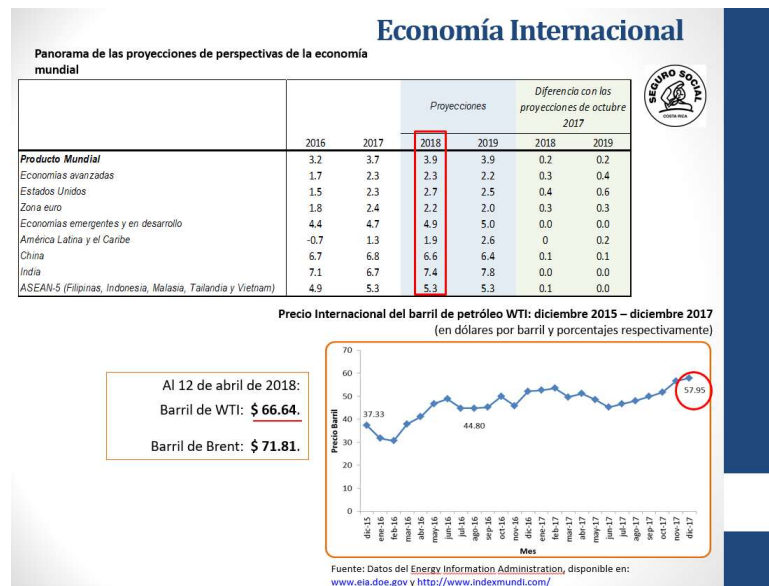 Economía Internacional
Panorama de las proyecciones de perspectivas de la economía
mundial
SEGURO SOCIAL
COSTA RICA
Proyecciones
Diferencia con las
proyecciones de octubre
2017
2016 2017 2018 2019 2018 2019
Producto Mundial 3.2 3.7 3.9 3.9 0.2 0.2
Economías avanzadas 1.7 2.3 2.3 2.2 0.3 0.4
Estados Unidos 1.5 2.3 2.7 2.5 0.4 0.6
Zona euro 1.8 2.4 2.2 2.0 0.3 0.3
Economías emergentes y en desarrollo 4.4 4.7 4.9 5.0 0.0 0.0
América Latina y el Caribe -0.7 1.3 1.9 2.6 0 0.2
China 6.7 6.8 6.6 6.4 0.1 0.1
India 7.1 6.7 7.4 7.8 0.0 0.0
ASEAN-5 (Filipinas, Indonesia, Malasia, Tailandia y Vietnam) 4.9 5.3 5.3 5.3 0.1 0.0
Precio Internacional del barril de petróleo WTI: diciembre 2015 – diciembre 2017
(en dólares por barril y porcentajes respectivamente)
Al 12 de abril de 2018:
Barril de WTI: $ 66.64.
Barril de Brent: $ 71.81.
Precio Barril
70
60
50
40
30
20
10
0
37.33
44.80
57.95
dic-15 ene-16 feb-16 mar-16 abr-16 may-16 jun-16 jul-16 ago-16 sep-16 oct-16 nov-16 dic-16 ene-17 feb-17 mar-17 abr-17 may-17 jun-17 jul-17 ago-17 sep-17 oct-17 nov-17 dic-17
Mes
Fuente: Datos del Energy Information Administration, disponible en:
www.eia.doe.gov y http://www.indexmundi.com/